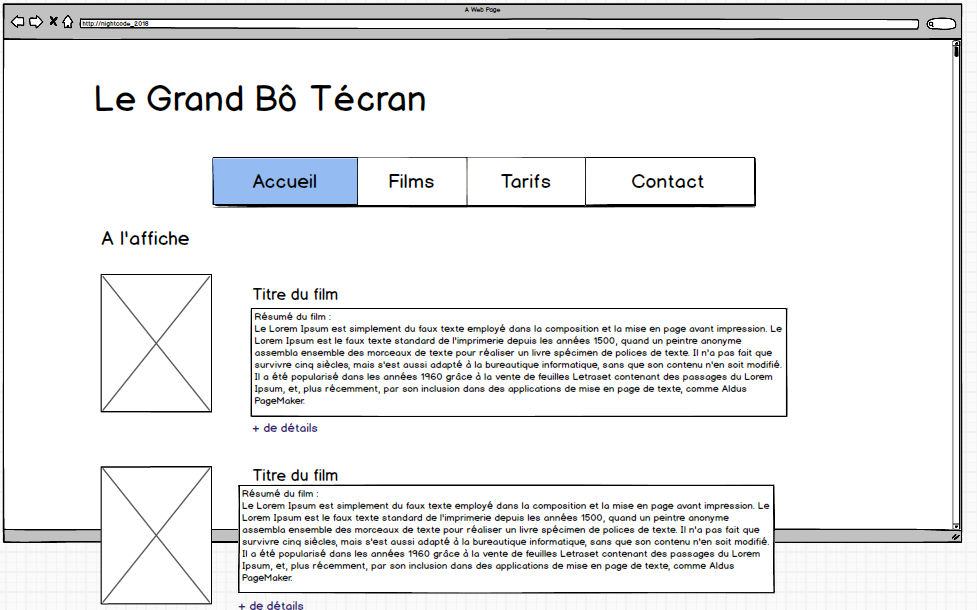 A Web Page
http://nightcode_2018
Le Grand Bô Técran
Accueil Films Tarifs Contact
A l'affiche
Titre du film
Résumé du film :
Le Lorem Ipsum est simplement du faux texte employé dans la composition et la mise en page avant impression. Le
Lorem Ipsum est le faux texte standard de l'imprimerie depuis les années 1500, quand un peintre anonyme
assembla ensemble des morceaux de texte pour réaliser un livre spécimen de polices de texte. Il n'a pas fait que
survivre cinq siècles, mais s'est aussi adapté à la bureautique informatique, sans que son contenu n'en soit modifié.
Il a été popularisé dans les années 1960 grâce à la vente de feuilles Letraset contenant des passages du Lorem
Ipsum, et, plus récemment, par son inclusion dans des applications de mise en page de texte, comme Aldus
PageMaker.
+ de détails
Titre du film
Résumé du film :
Le Lorem Ipsum est simplement du faux texte employé dans la composition et la mise en page avant impression. Le
Lorem Ipsum est le faux texte standard de l'imprimerie depuis les années 1500, quand un peintre anonyme
assembla ensemble des morceaux de texte pour réaliser un livre spécimen de polices de texte. Il n'a pas fait que
survivre cinq siècles, mais s'est aussi adapté à la bureautique informatique, sans que son contenu n'en soit modifié.
Il a été popularisé dans les années 1960 grâce à la vente de feuilles Letraset contenant des passages du Lorem
Ipsum, et, plus récemment, par son inclusion dans des applications de mise en page de texte, comme Aldus
PageMaker.
+ de détails